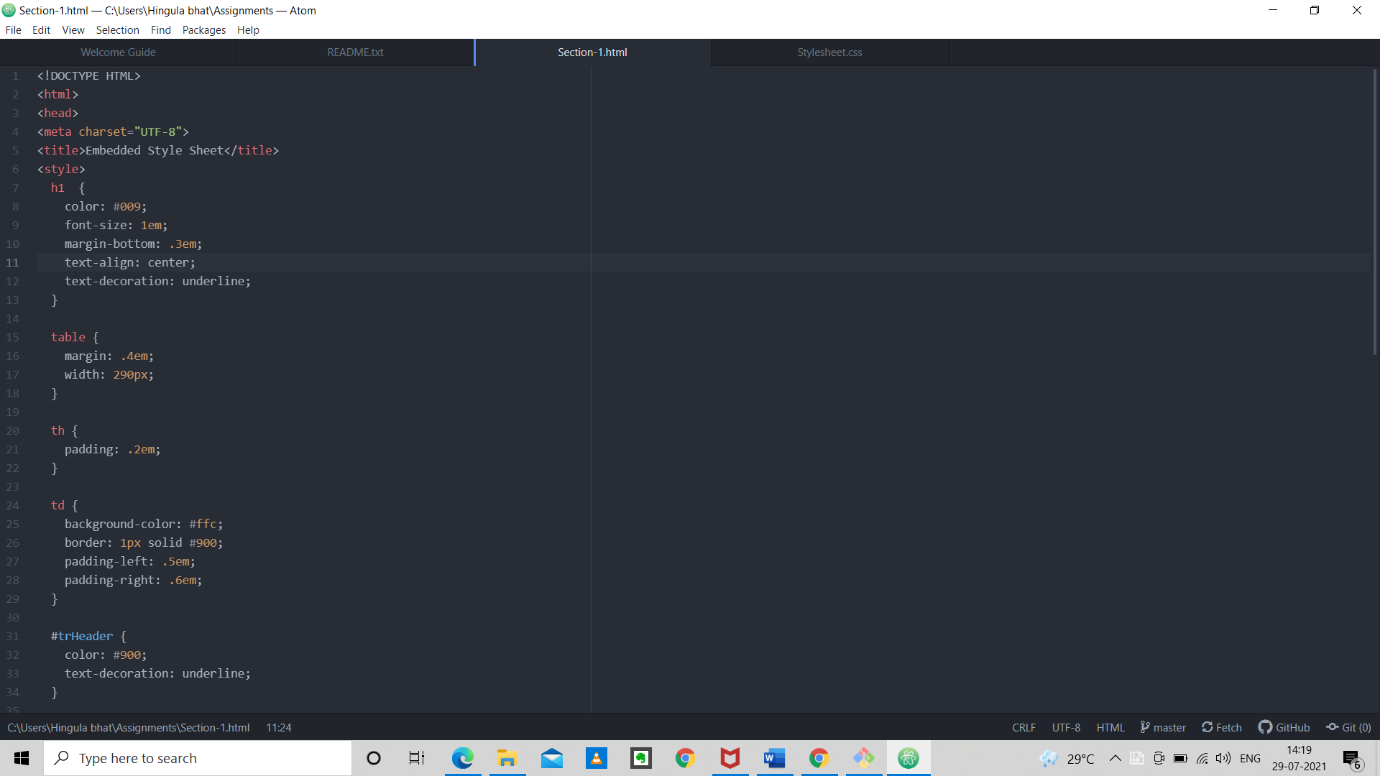 Section-1.html — C:\Users\Hingula bhat\Assignments — Atom
File Edit View Selection Find Packages Help
Welcome Guide README.txt Section-1.html Stylesheet.css
1 <!DOCTYPE HTML>
2 <html>
3 <head>
4 <meta charset="UTF-8">
5 <title>Embedded Style Sheet</title>
6 <style>
7 h1 {
8 color: #009;
9 font-size: 1em;
10 margin-bottom: .3em;
11 text-align: center;
12 text-decoration: underline;
13 }
14
15 table {
16 margin: .4em;
17 width: 290px;
18 }
19
20 th {
21 padding: .2em;
22 }
23
24 td {
25 background-color: #ffc;
26 border: 1px solid #900;
27 padding-left: .5em;
28 padding-right: .6em;
29 }
30
31 #trHeader {
32 color: #900;
33 text-decoration: underline;
34 }
35
C:\Users\Hingula bhat\Assignments\Section-1.html 11:24 CRLF UTF-8 HTML master Fetch GitHub Git (0)
Type here to search 29°C ENG 14:19
29-07-2021 6